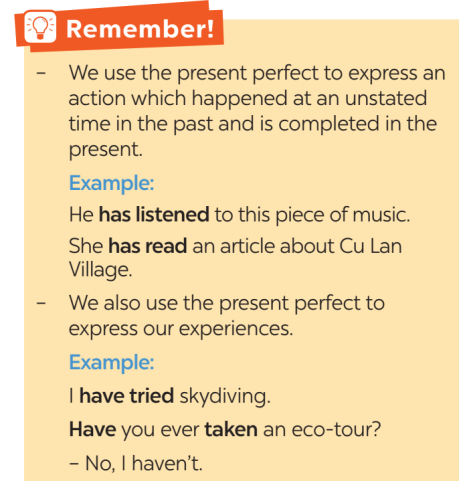 Remember!
– We use the present perfect to express an
action which happened at an unstated
time in the past and is completed in the
present.
Example:
He has listened to this piece of music.
She has read an article about Cu Lan
Village.
– We also use the present perfect to
express our experiences.
Example:
I have tried skydiving.
Have you ever taken an eco-tour?
– No, I haven't.